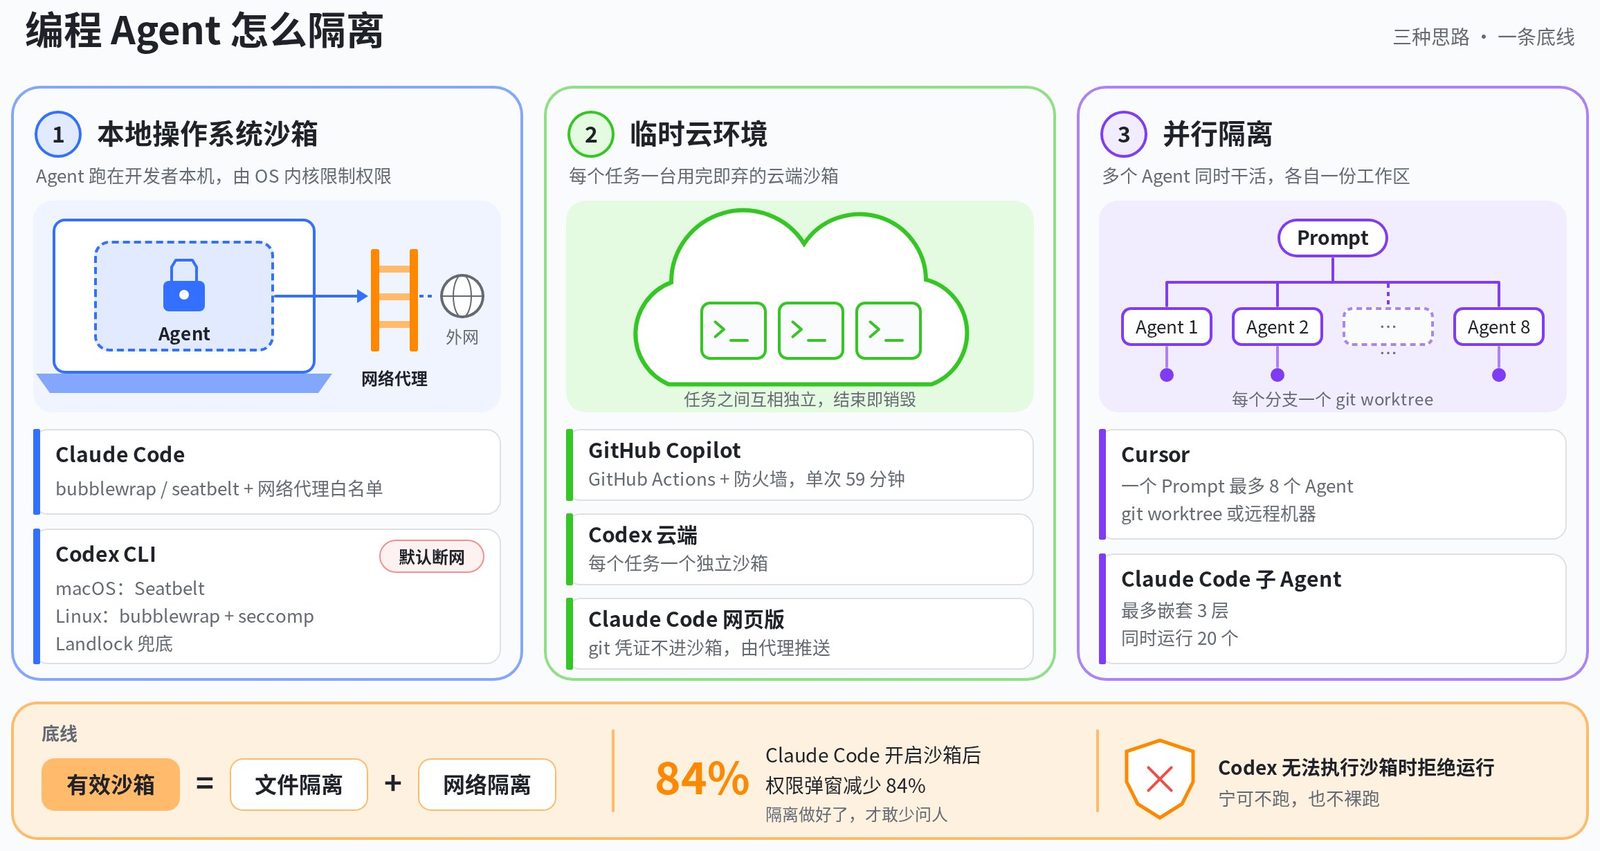 编程 Agent 怎么隔离
三种思路 · 一条底线
1 本地操作系统沙箱
Agent 跑在开发者本机，由 OS 内核限制权限
Agent
网络代理
外网
Claude Code
bubblewrap / seatbelt + 网络代理白名单
Codex CLI
默认断网
macOS：Seatbelt
Linux：bubblewrap + seccomp
Landlock 兜底
2 临时云环境
每个任务一台用完即弃的云端沙箱
>_ >_ >_
任务之间互相独立，结束即销毁
GitHub Copilot
GitHub Actions + 防火墙，单次 59 分钟
Codex 云端
每个任务一个独立沙箱
Claude Code 网页版
git 凭证不进沙箱，由代理推送
3 并行隔离
多个 Agent 同时干活，各自一份工作区
Prompt
Agent 1 Agent 2 ... Agent 8
...
每个分支一个 git worktree
Cursor
一个 Prompt 最多 8 个 Agent
git worktree 或远程机器
Claude Code 子 Agent
最多嵌套 3 层
同时运行 20 个
底线
有效沙箱 = 文件隔离 + 网络隔离
84%
Claude Code 开启沙箱后
权限弹窗减少 84%
隔离做好了，才敢少问人
Codex 无法执行沙箱时拒绝运行
宁可不跑，也不裸跑